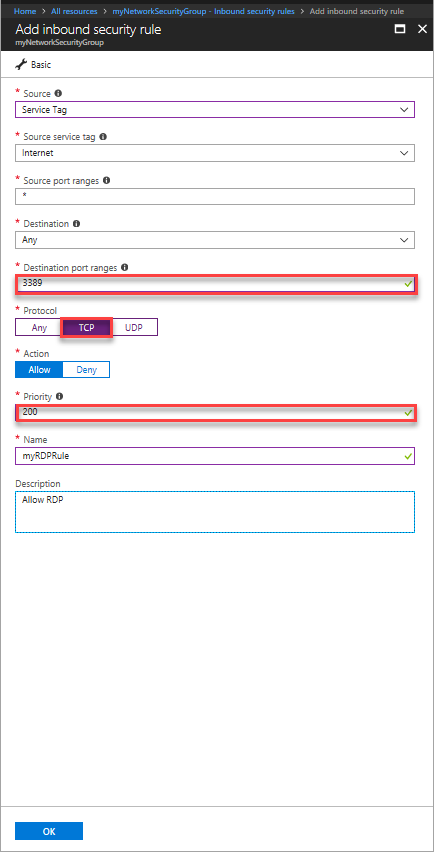 Home > All resources > myNetworkSecurityGroup - Inbound security rules > Add inbound security rule
Add inbound security rule
myNetworkSecurityGroup
Basic
* Source
Service Tag
* Source service tag
Internet
* Source port ranges
*
* Destination
Any
* Destination port ranges
3389
* Protocol
Any TCP UDP
* Action
Allow Deny
* Priority
200
* Name
myRDPRule
Description
Allow RDP
OK